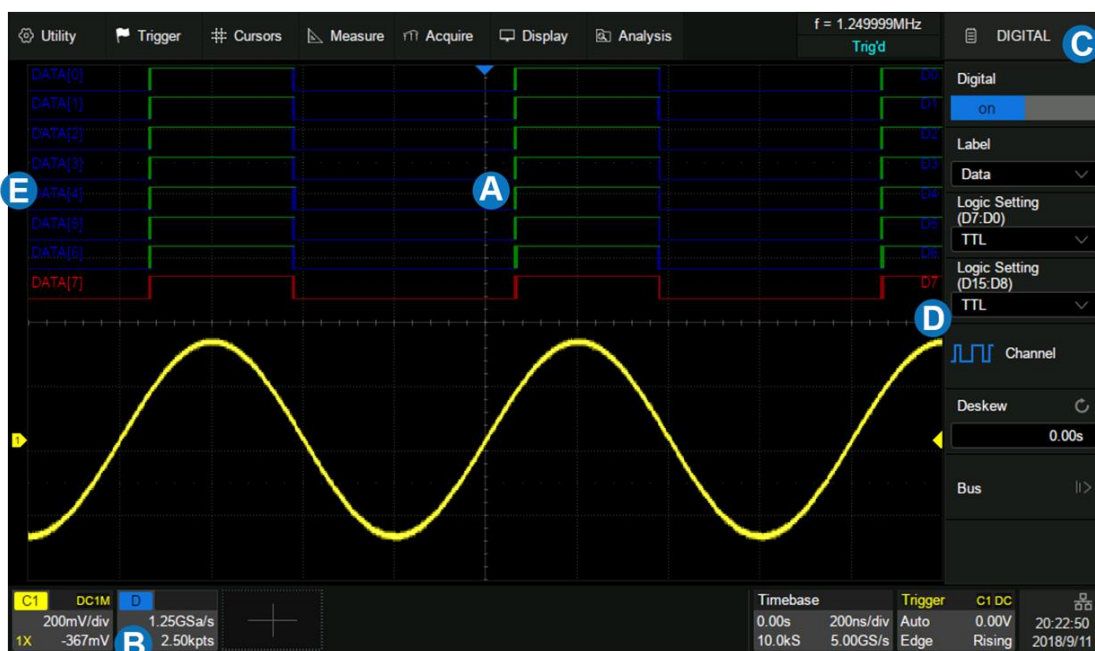 Utility Trigger Cursors Measure Acquire Display Analysis
f = 1.249999MHz
Trig'd
DIGITAL
C
Digital
on
Label
Data
Logic Setting
(D7:D0)
TTL
Logic Setting
(D15:D8)
TTL
D
Channel
Deskew
0.00s
Bus
DATA[0] D0
DATA[1] D1
DATA[2] D2
DATA[3] D3
E DATA[4] A D4
DATA[5] D5
DATA[6] D6
DATA[7] D7
1
C1 DC1M
200mV/div
1X -367mV
D
1.25GSa/s
B 2.50kpts
Timebase
0.00s 200ns/div
10.0kS 5.00GS/s
Trigger C1 DC
Auto 0.00V
Edge Rising
20:22:50
2018/9/11